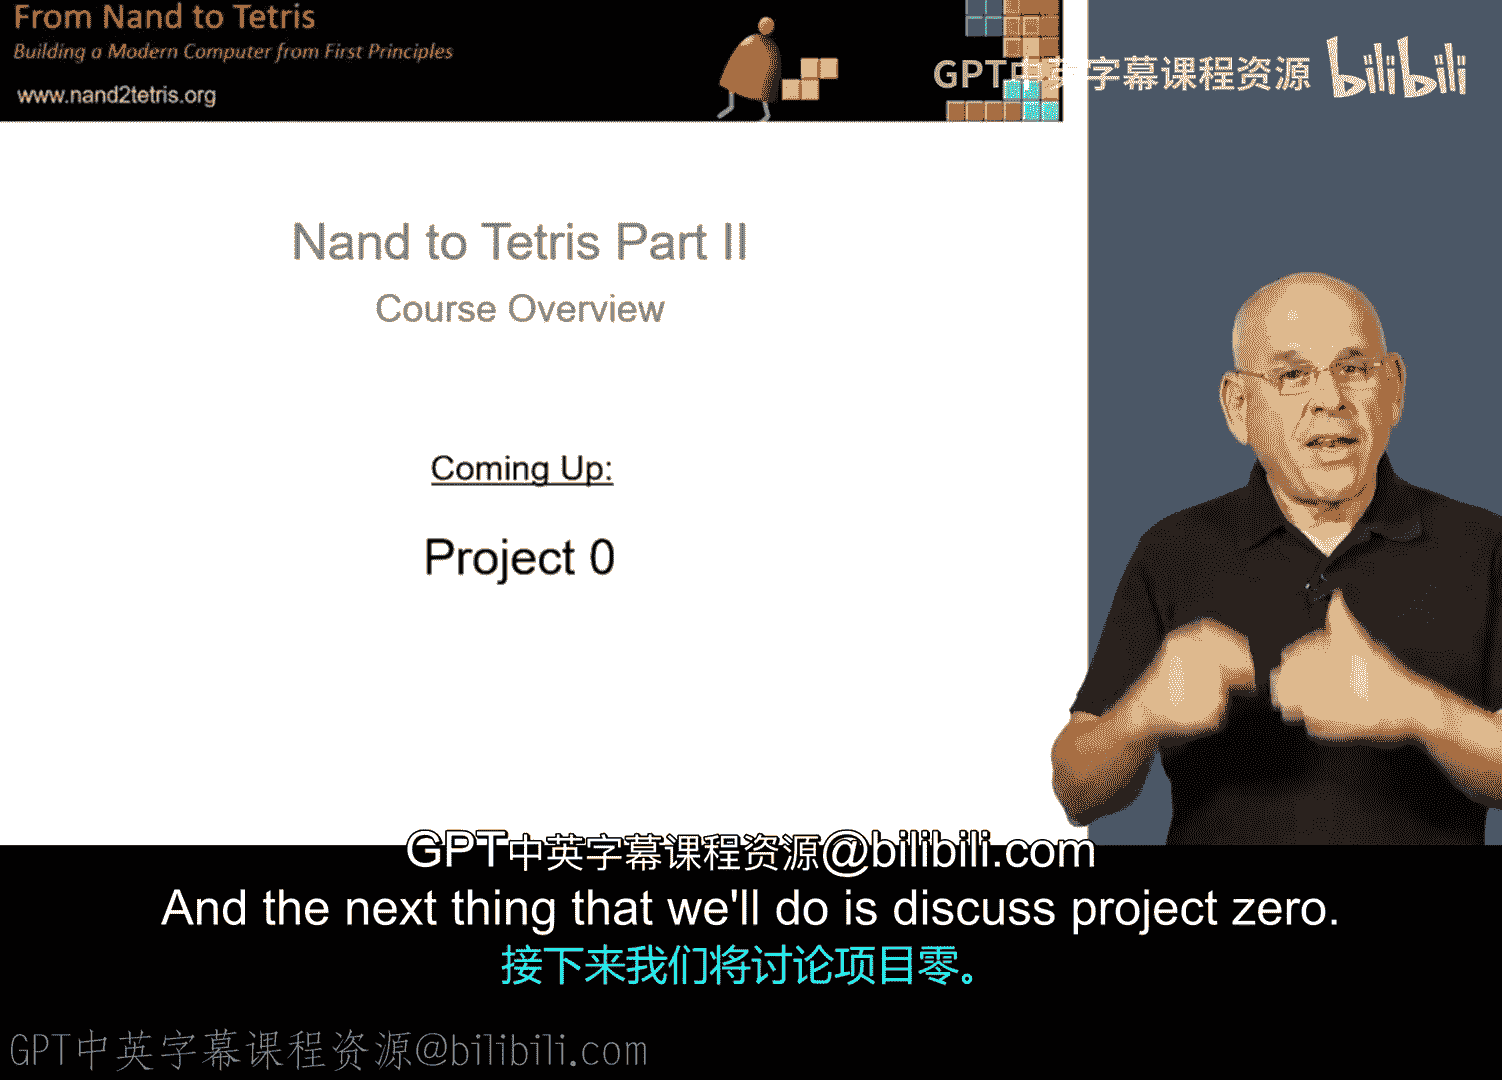 From Nand to Tetris
Building a Modern Computer from First Principles
www.nand2tetris.org
GPT中英字幕课程资源 bilibili
Nand to Tetris Part II
Course Overview
Coming Up:
Project 0
GPT中英字幕课程资源@bilibili.com
And the next thing that we'll do is discuss project zero.
接下来我们将讨论项目零。
GPT中英字幕课程资源@bilibili.com